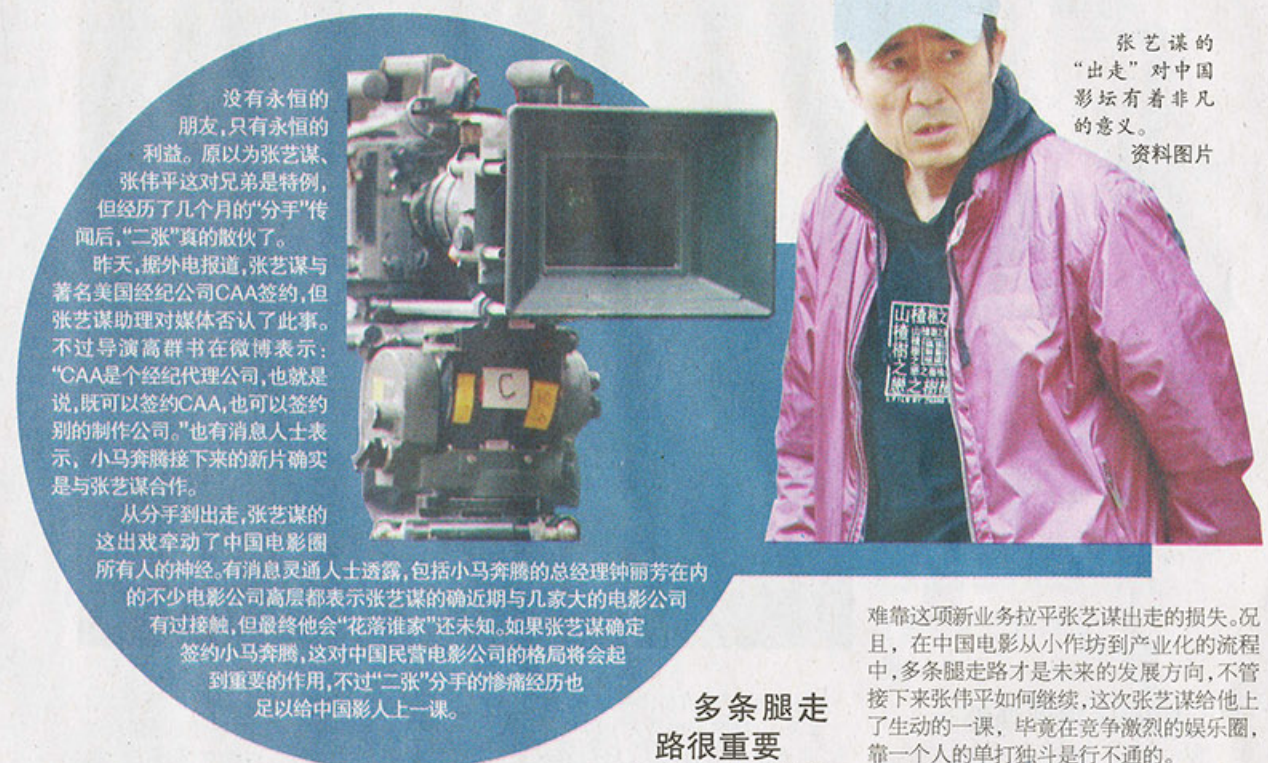 没有永恒的
朋友,只有永恒的
利益。原以为张艺谋、
张伟平这对兄弟是特例,
但经历了几个月的“分手”传
闻后,“二张”真的散伙了。
昨天,据外电报道,张艺谋与
著名美国经纪公司CAA签约,但
张艺谋助理对媒体否认了此事。
不过导演高群书在微博表示:
“CAA是个经纪代理公司,也就是
说,既可以签约CAA,也可以签约
别的制作公司。”也有消息人士表
示,小马奔腾接下来的新片确实
是与张艺谋合作。
从分手到出走,张艺谋的
这出戏牵动了中国电影圈
所有人的神经。有消息灵通人士透露,包括小马奔腾的总经理钟丽芳在内
的不少电影公司高层都表示张艺谋的确近期与几家大的电影公司
有过接触,但最终他会“花落谁家”还未知。如果张艺谋确定
签约小马奔腾,这对中国民营电影公司的格局将会起
到重要的作用,不过“二张”分手的惨痛经历也
足以给中国影人上一课。
C
张艺谋的
“出走”对中国
影坛有着非凡
的意义。
资料图片
山楂樹之戀
多条腿走
路很重要
难靠这项新业务拉平张艺谋出走的损失。况
且,在中国电影从小作坊到产业化的流程
中,多条腿走路才是未来的发展方向,不管
接下来张伟平如何继续,这次张艺谋给他上
了生动的一课,毕竟在竞争激烈的娱乐圈,
靠一个人的单打独斗是行不通的。